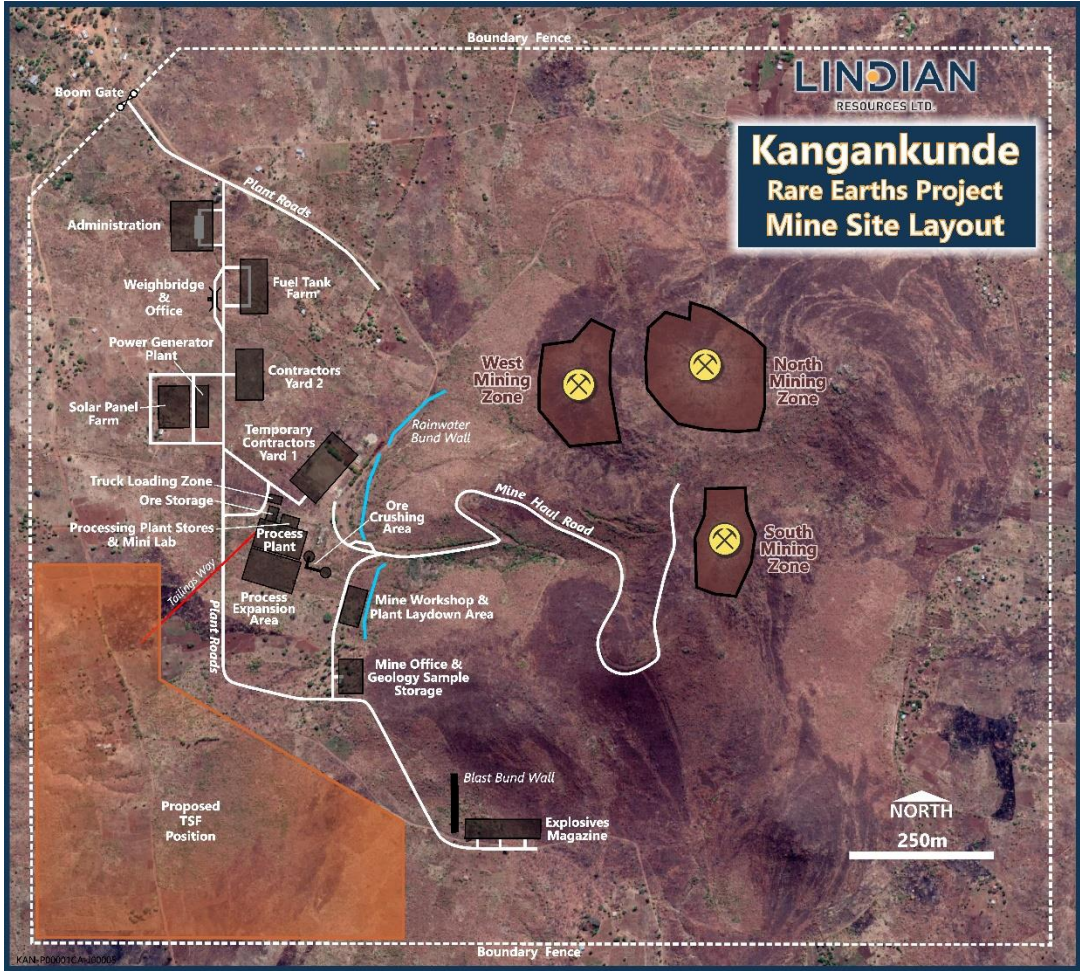 Boundary Fence
LINDIAN
RESOURCES LTD.
Kangankunde
Rare Earths Project
Mine Site Layout
Boom Gate
Plant Roads
Administration
Weighbridge
&
Office
Fuel Tank
Farm
Power Generator
Plant
Contractors
Yard 2
Solar Panel
Farm
West
Mining
Zone
North
Mining
Zone
Rainwater
Bund Wall
Temporary
Contractors
Yard 1
Truck Loading Zone
Ore Storage
Processing Plant Stores
& Mini Lab
Process
Plant
Ore
Crushing
Area
Mine Haul Road
South
Mining
Zone
Tailings Way
Process
Expansion
Area
Plant Roads
Mine Workshop &
Plant Laydown Area
Mine Office &
Geology Sample
Storage
Blast Bund Wall
Explosives
Magazine
Proposed
TSF
Position
NORTH
250m
Boundary Fence